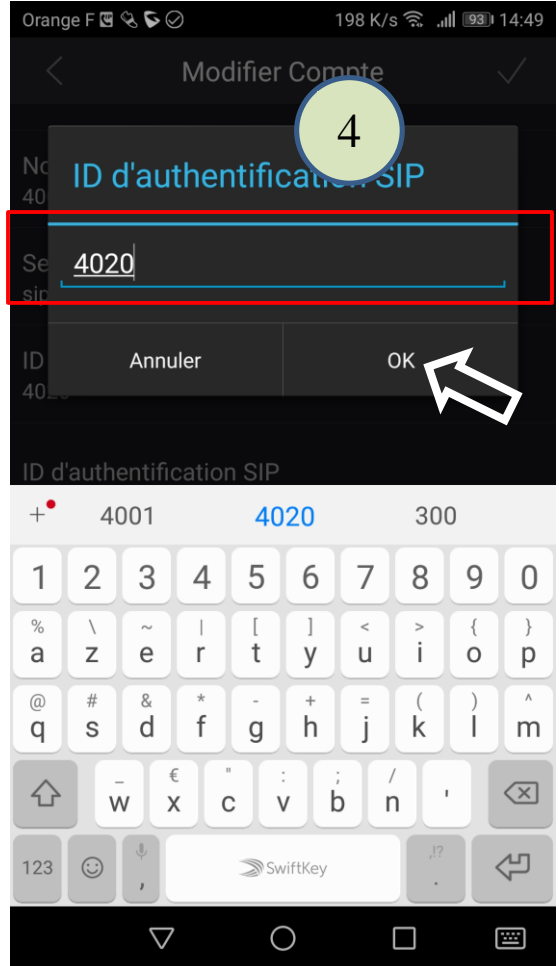 Orange F 198 K/s 93 14:49
Modifier Compte
4
ID d'authentification SIP
4020
Annuler OK
ID
ID d'authentification SIP
+ 4001 4020 300
1 2 3 4 5 6 7 8 9 0
% \ ~ | [ ] < > { }
a z e r t y u i o p
@ # & * - + = ( ) ^
q s d f g h j k l m
_ € " : ; /
w x c v b n '
123 , SwiftKey ,!? .